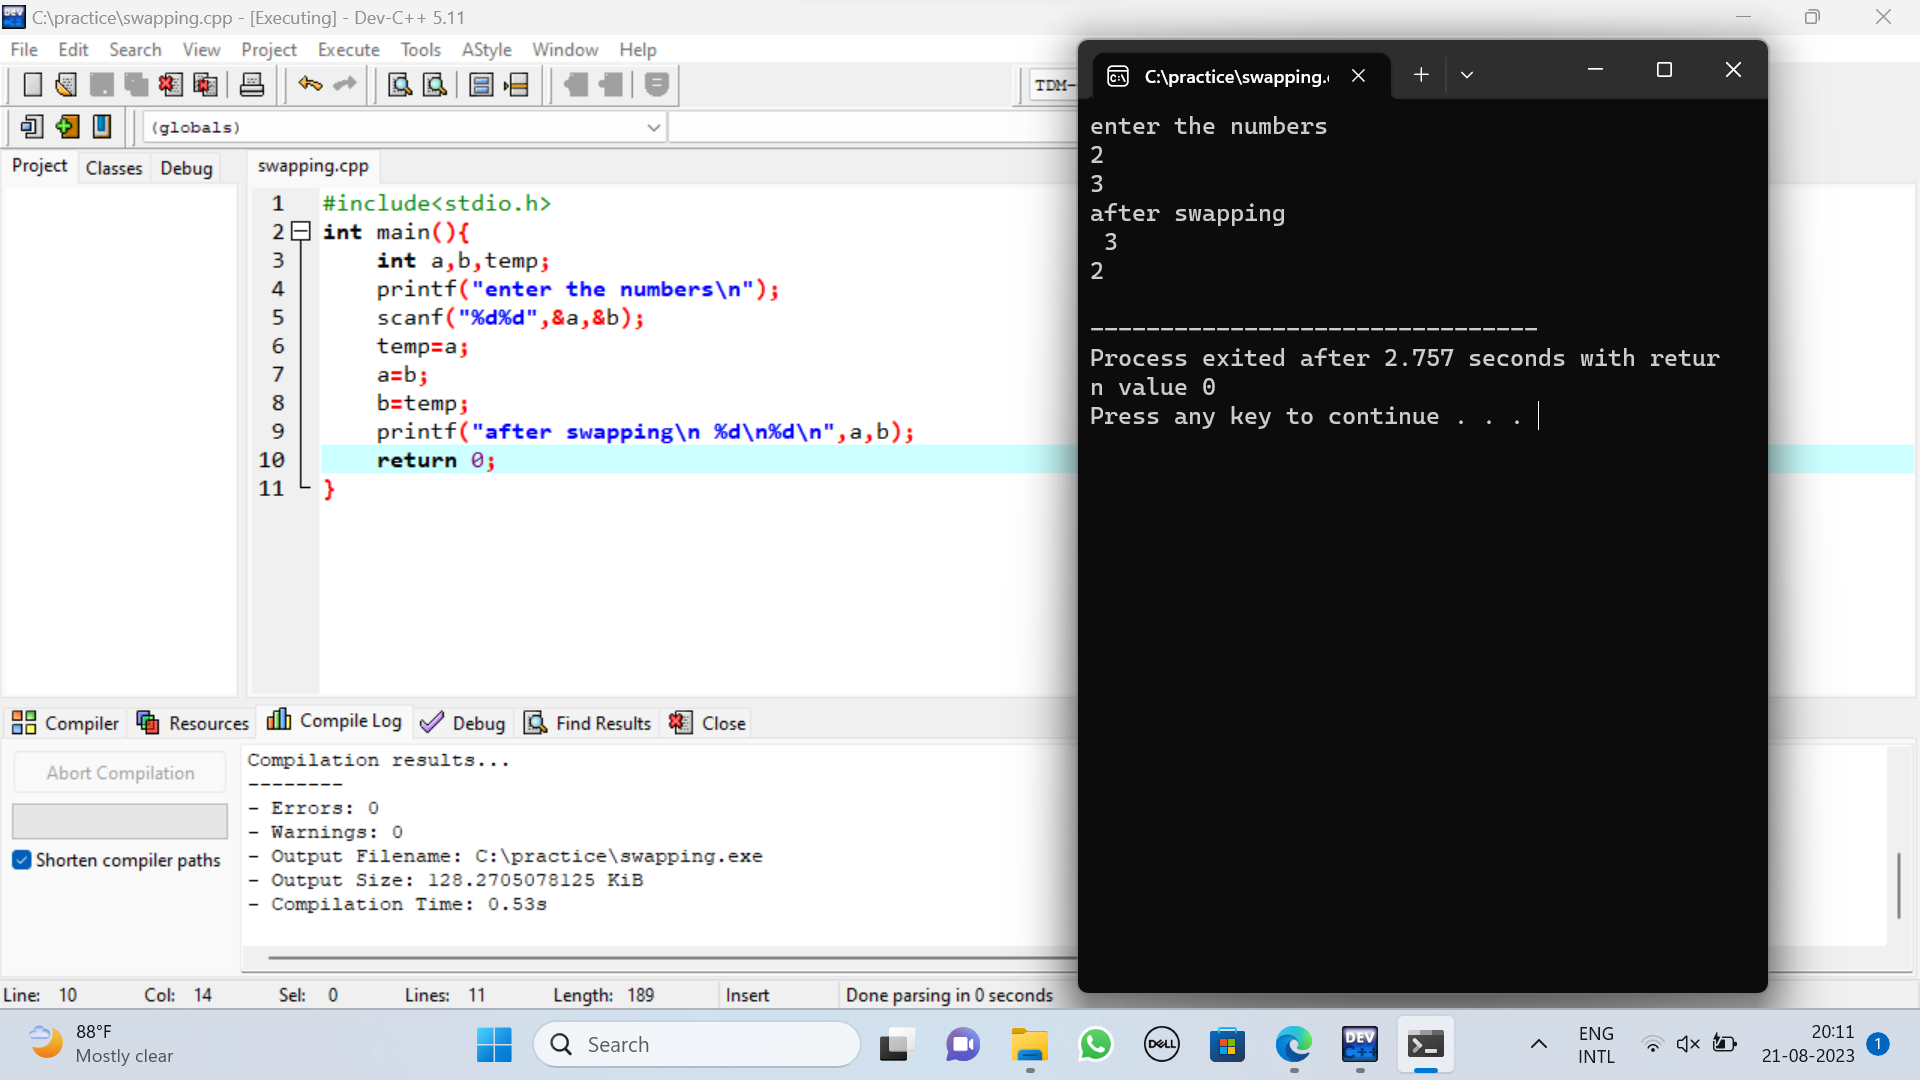 C:\practice\swapping.cpp - [Executing] - Dev-C++ 5.11
File Edit Search View Project Execute Tools AStyle Window Help
TDM-
(globals)
Project Classes Debug
swapping.cpp
1 #include<stdio.h>
2 int main(){
3 int a,b,temp;
4 printf("enter the numbers\n");
5 scanf("%d%d",&a,&b);
6 temp=a;
7 a=b;
8 b=temp;
9 printf("after swapping\n %d\n%d\n",a,b);
10 return 0;
11 }
C:\practice\swapping.
enter the numbers
2
3
after swapping
3
2
--------------------------------
Process exited after 2.757 seconds with retur
n value 0
Press any key to continue . . .
Compiler Resources Compile Log Debug Find Results Close
Abort Compilation
Shorten compiler paths
Compilation results...
--------
- Errors: 0
- Warnings: 0
- Output Filename: C:\practice\swapping.exe
- Output Size: 128.2705078125 KiB
- Compilation Time: 0.53s
Line: 10 Col: 14 Sel: 0 Lines: 11 Length: 189 Insert Done parsing in 0 seconds
88°F
Mostly clear
Search
DELL
DEV
C++
ENG
INTL
20:11
21-08-2023
1